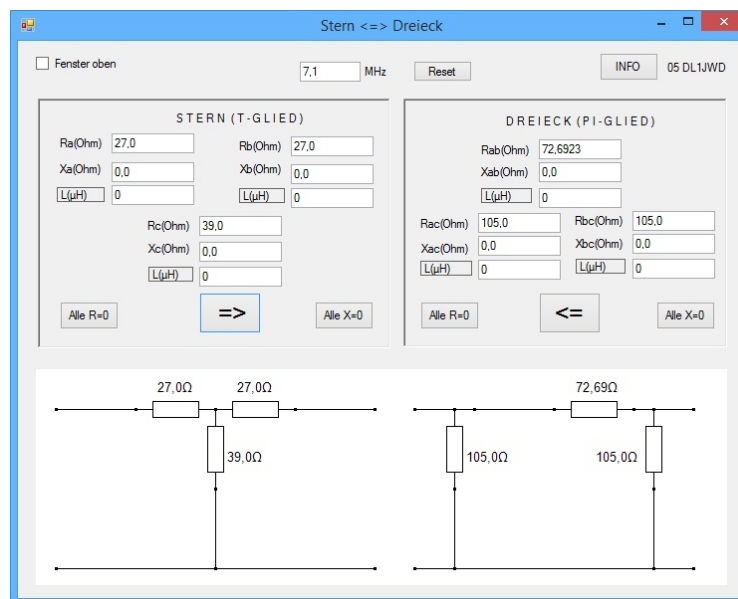 Stern <=> Dreieck
Fenster oben
7,1 MHz
Reset
INFO
05 DL1JWD
STERN (T-GLIED)
Ra(Ohm) 27,0
Rb(Ohm) 27,0
Xa(Ohm) 0,0
Xb(Ohm) 0,0
L(µH) 0
L(µH) 0
Rc(Ohm) 39,0
Xc(Ohm) 0,0
L(µH) 0
Alle R=0
=>
Alle X=0
DREIECK (PI-GLIED)
Rab(Ohm) 72,6923
Xab(Ohm) 0,0
L(µH) 0
Rac(Ohm) 105,0
Rbc(Ohm) 105,0
Xac(Ohm) 0,0
Xbc(Ohm) 0,0
L(µH) 0
L(µH) 0
Alle R=0
<=
Alle X=0
27,0Ω
27,0Ω
39,0Ω
72,69Ω
105,0Ω
105,0Ω